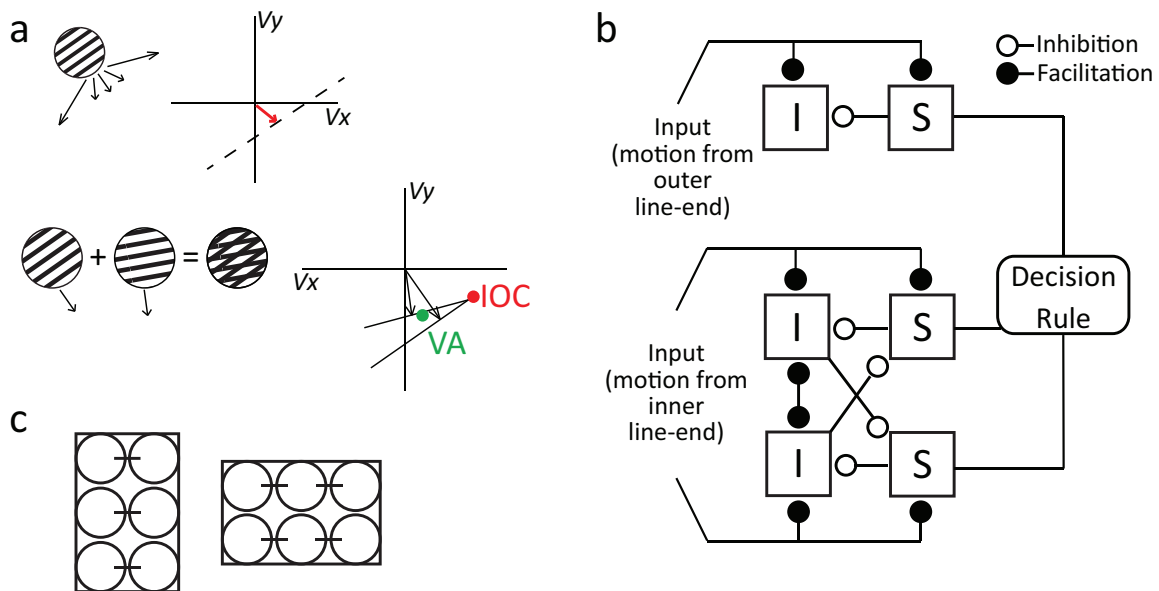 a
Vy
Vx
+
=
Vy
Vx
IOC
VA
b
Inhibition
Facilitation
I
S
Input
(motion from
outer
line-end)
Decision
Rule
I
S
Input
(motion from
inner
line-end)
I
S
c